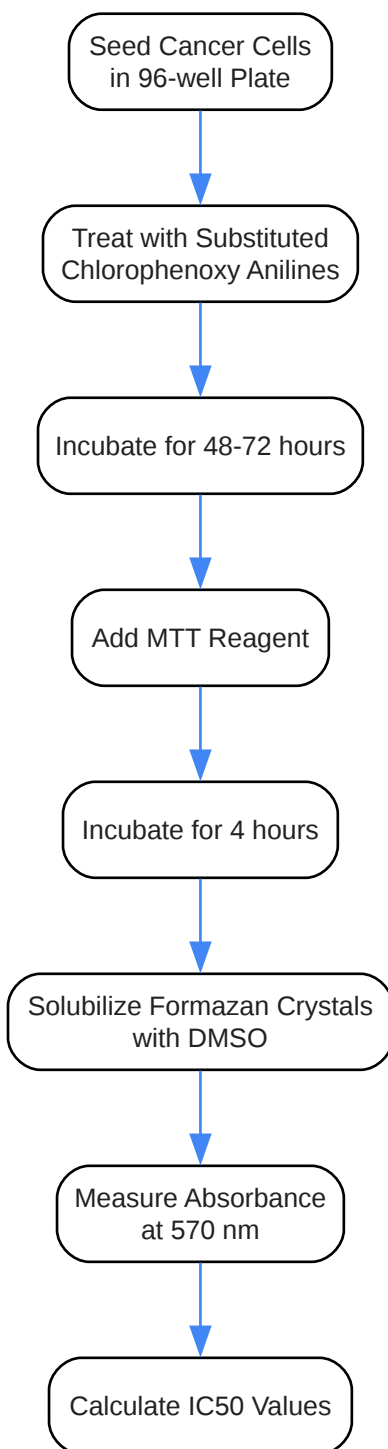 Seed Cancer Cells
in 96-well Plate
Treat with Substituted
Chlorophenoxy Anilines
Incubate for 48-72 hours
Add MTT Reagent
Incubate for 4 hours
Solubilize Formazan Crystals
with DMSO
Measure Absorbance
at 570 nm
Calculate IC50 Values